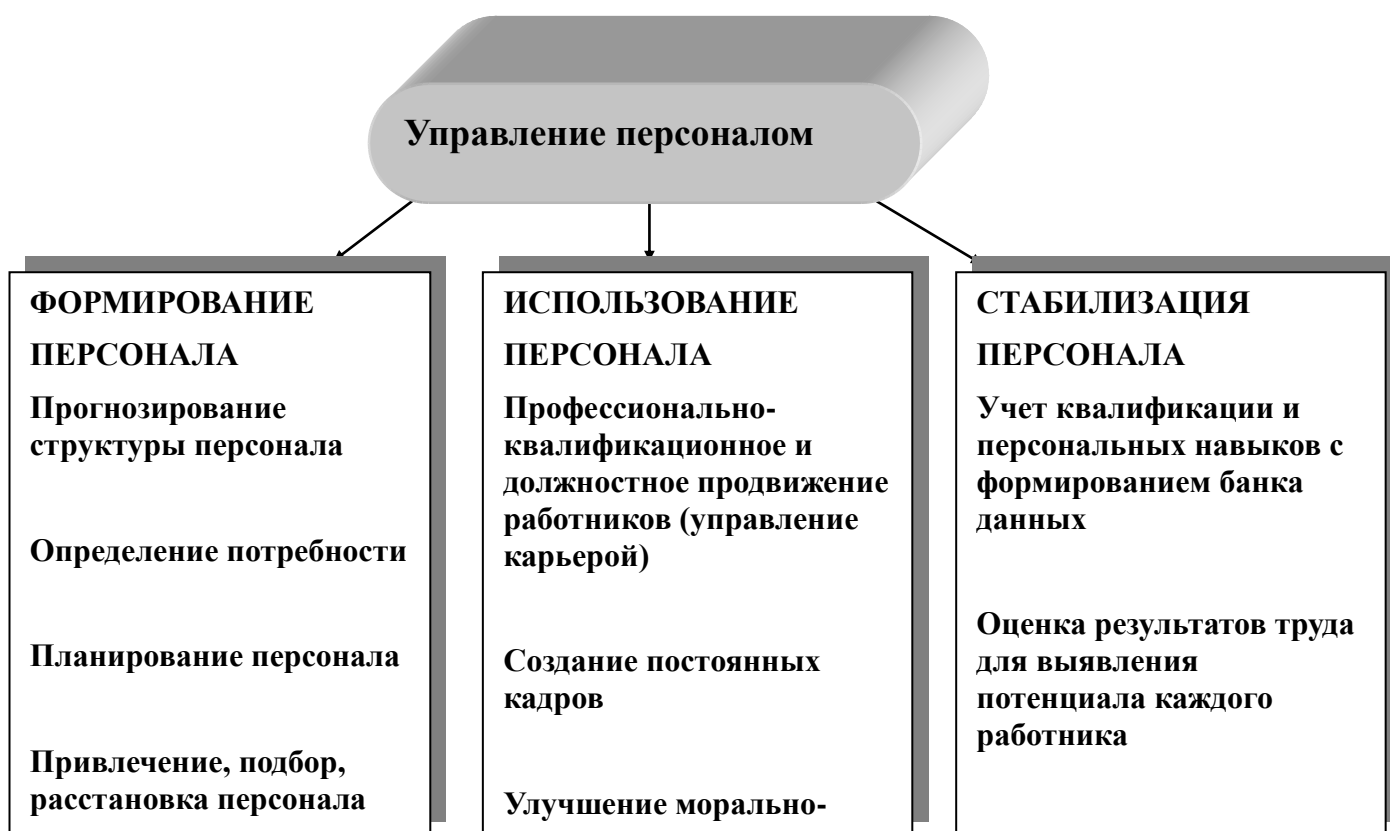 Управление персоналом
ФОРМИРОВАНИЕ
ПЕРСОНАЛА
Прогнозирование
структуры персонала
Определение потребности
Планирование персонала
Привлечение, подбор,
расстановка персонала
ИСПОЛЬЗОВАНИЕ
ПЕРСОНАЛА
Профессионально-
квалификационное и
должностное продвижение
работников (управление
карьерой)
Создание постоянных
кадров
Улучшение морально-
СТАБИЛИЗАЦИЯ
ПЕРСОНАЛА
Учет квалификации и
персональных навыков с
формированием банка
данных
Оценка результатов труда
для выявления
потенциала каждого
работника